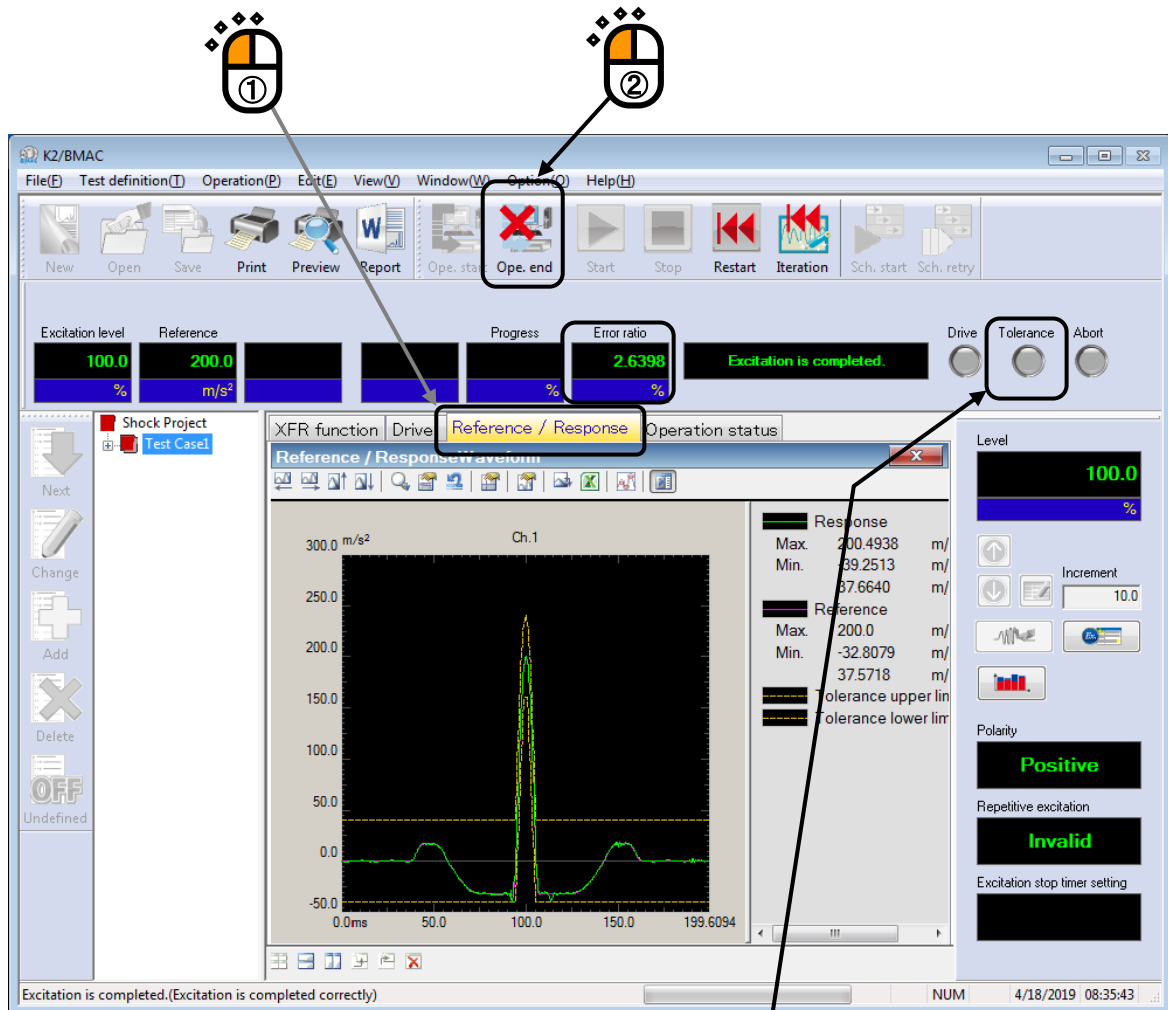 ①
②
K2/BMAC
File(F) Test definition(T) Operation(P) Edit(E) View(V) Window(W) Option(O) Help(H)
W
New Open Save Print Preview Report Ope. start Ope. end Start Stop Restart Iteration Sch. start Sch. retry
Excitation level Reference Progress Error ratio Drive Tolerance Abort
100.0 200.0 2.6398 Excitation is completed.
% m/s² % %
Shock Project
Test Case1
XFR function Drive Reference / Response Operation status
Reference / ResponseWaveform
Next
Change
Add
Delete
OFF
Undefined
Ch.1
300.0 m/s²
250.0
200.0
150.0
100.0
50.0
0.0
-50.0
0.0ms 50.0 100.0 150.0 199.6094
Response
Max. 200.4938 m/
Min. -39.2513 m/
37.6640 m/
Reference
Max. 200.0 m/
Min. -32.8079 m/
37.5718 m/
Tolerance upper lin
Tolerance lower lim
Level
100.0
%
Increment
10.0
Polarity
Positive
Repetitive excitation
Invalid
Excitation stop timer setting
Excitation is completed.(Excitation is completed correctly) NUM 4/18/2019 08:35:43